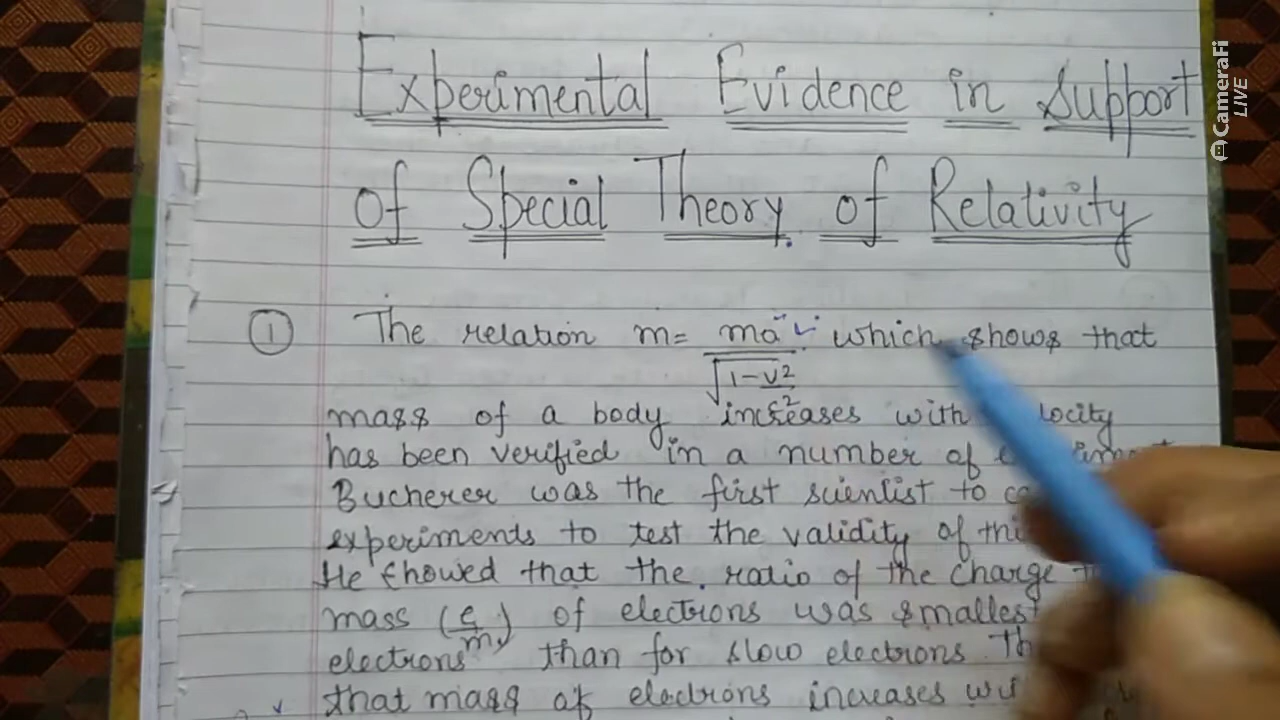 Experimental Evidence in Support
of Special Theory of Relativity
① The relation m = mo/√1-v²/c² which shows that
mass of a body increases with
has been verified in a number of
Bucherer was the first scientist to
experiments to test the validity of
He showed that the ratio of the charge
mass (e/m) of electrons was smallest
electrons than for slow electrons
that mass of electrons increases
CameraFi
LIVE